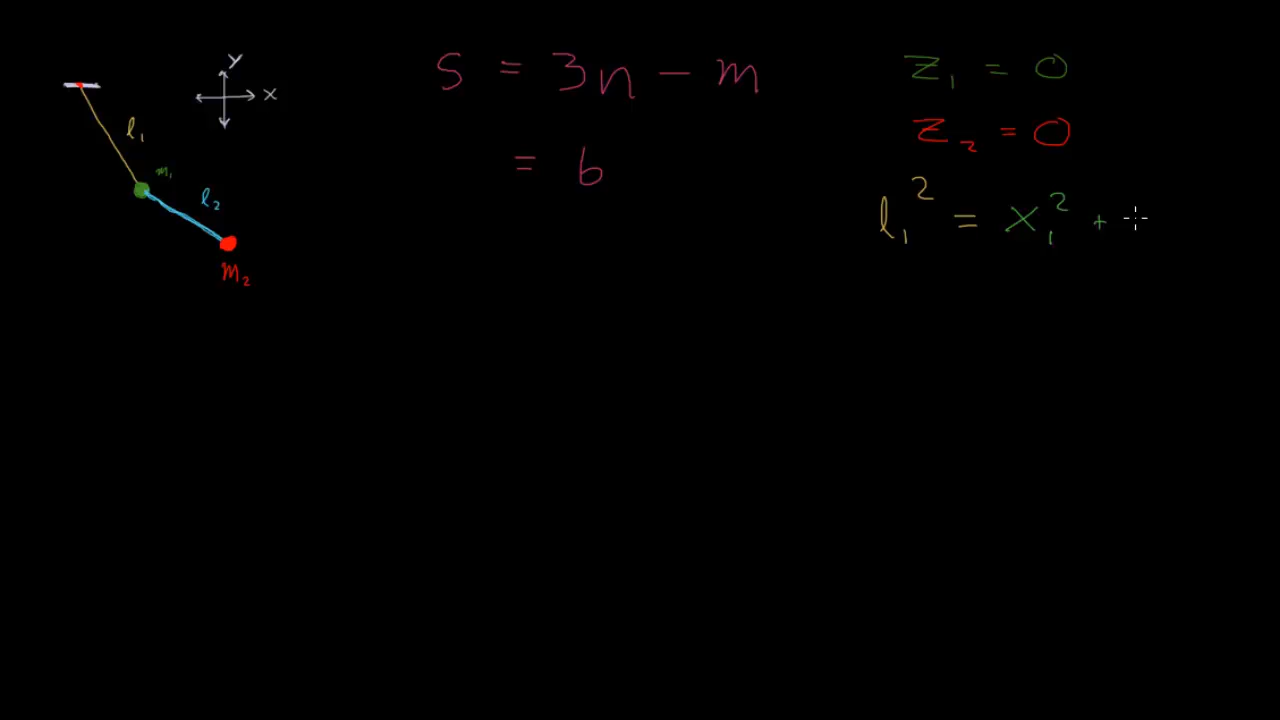 y
x
l₁
m₁
l₂
m₂
S = 3n - m
= 6
z₁ = 0
z₂ = 0
l₁² = x₁² +